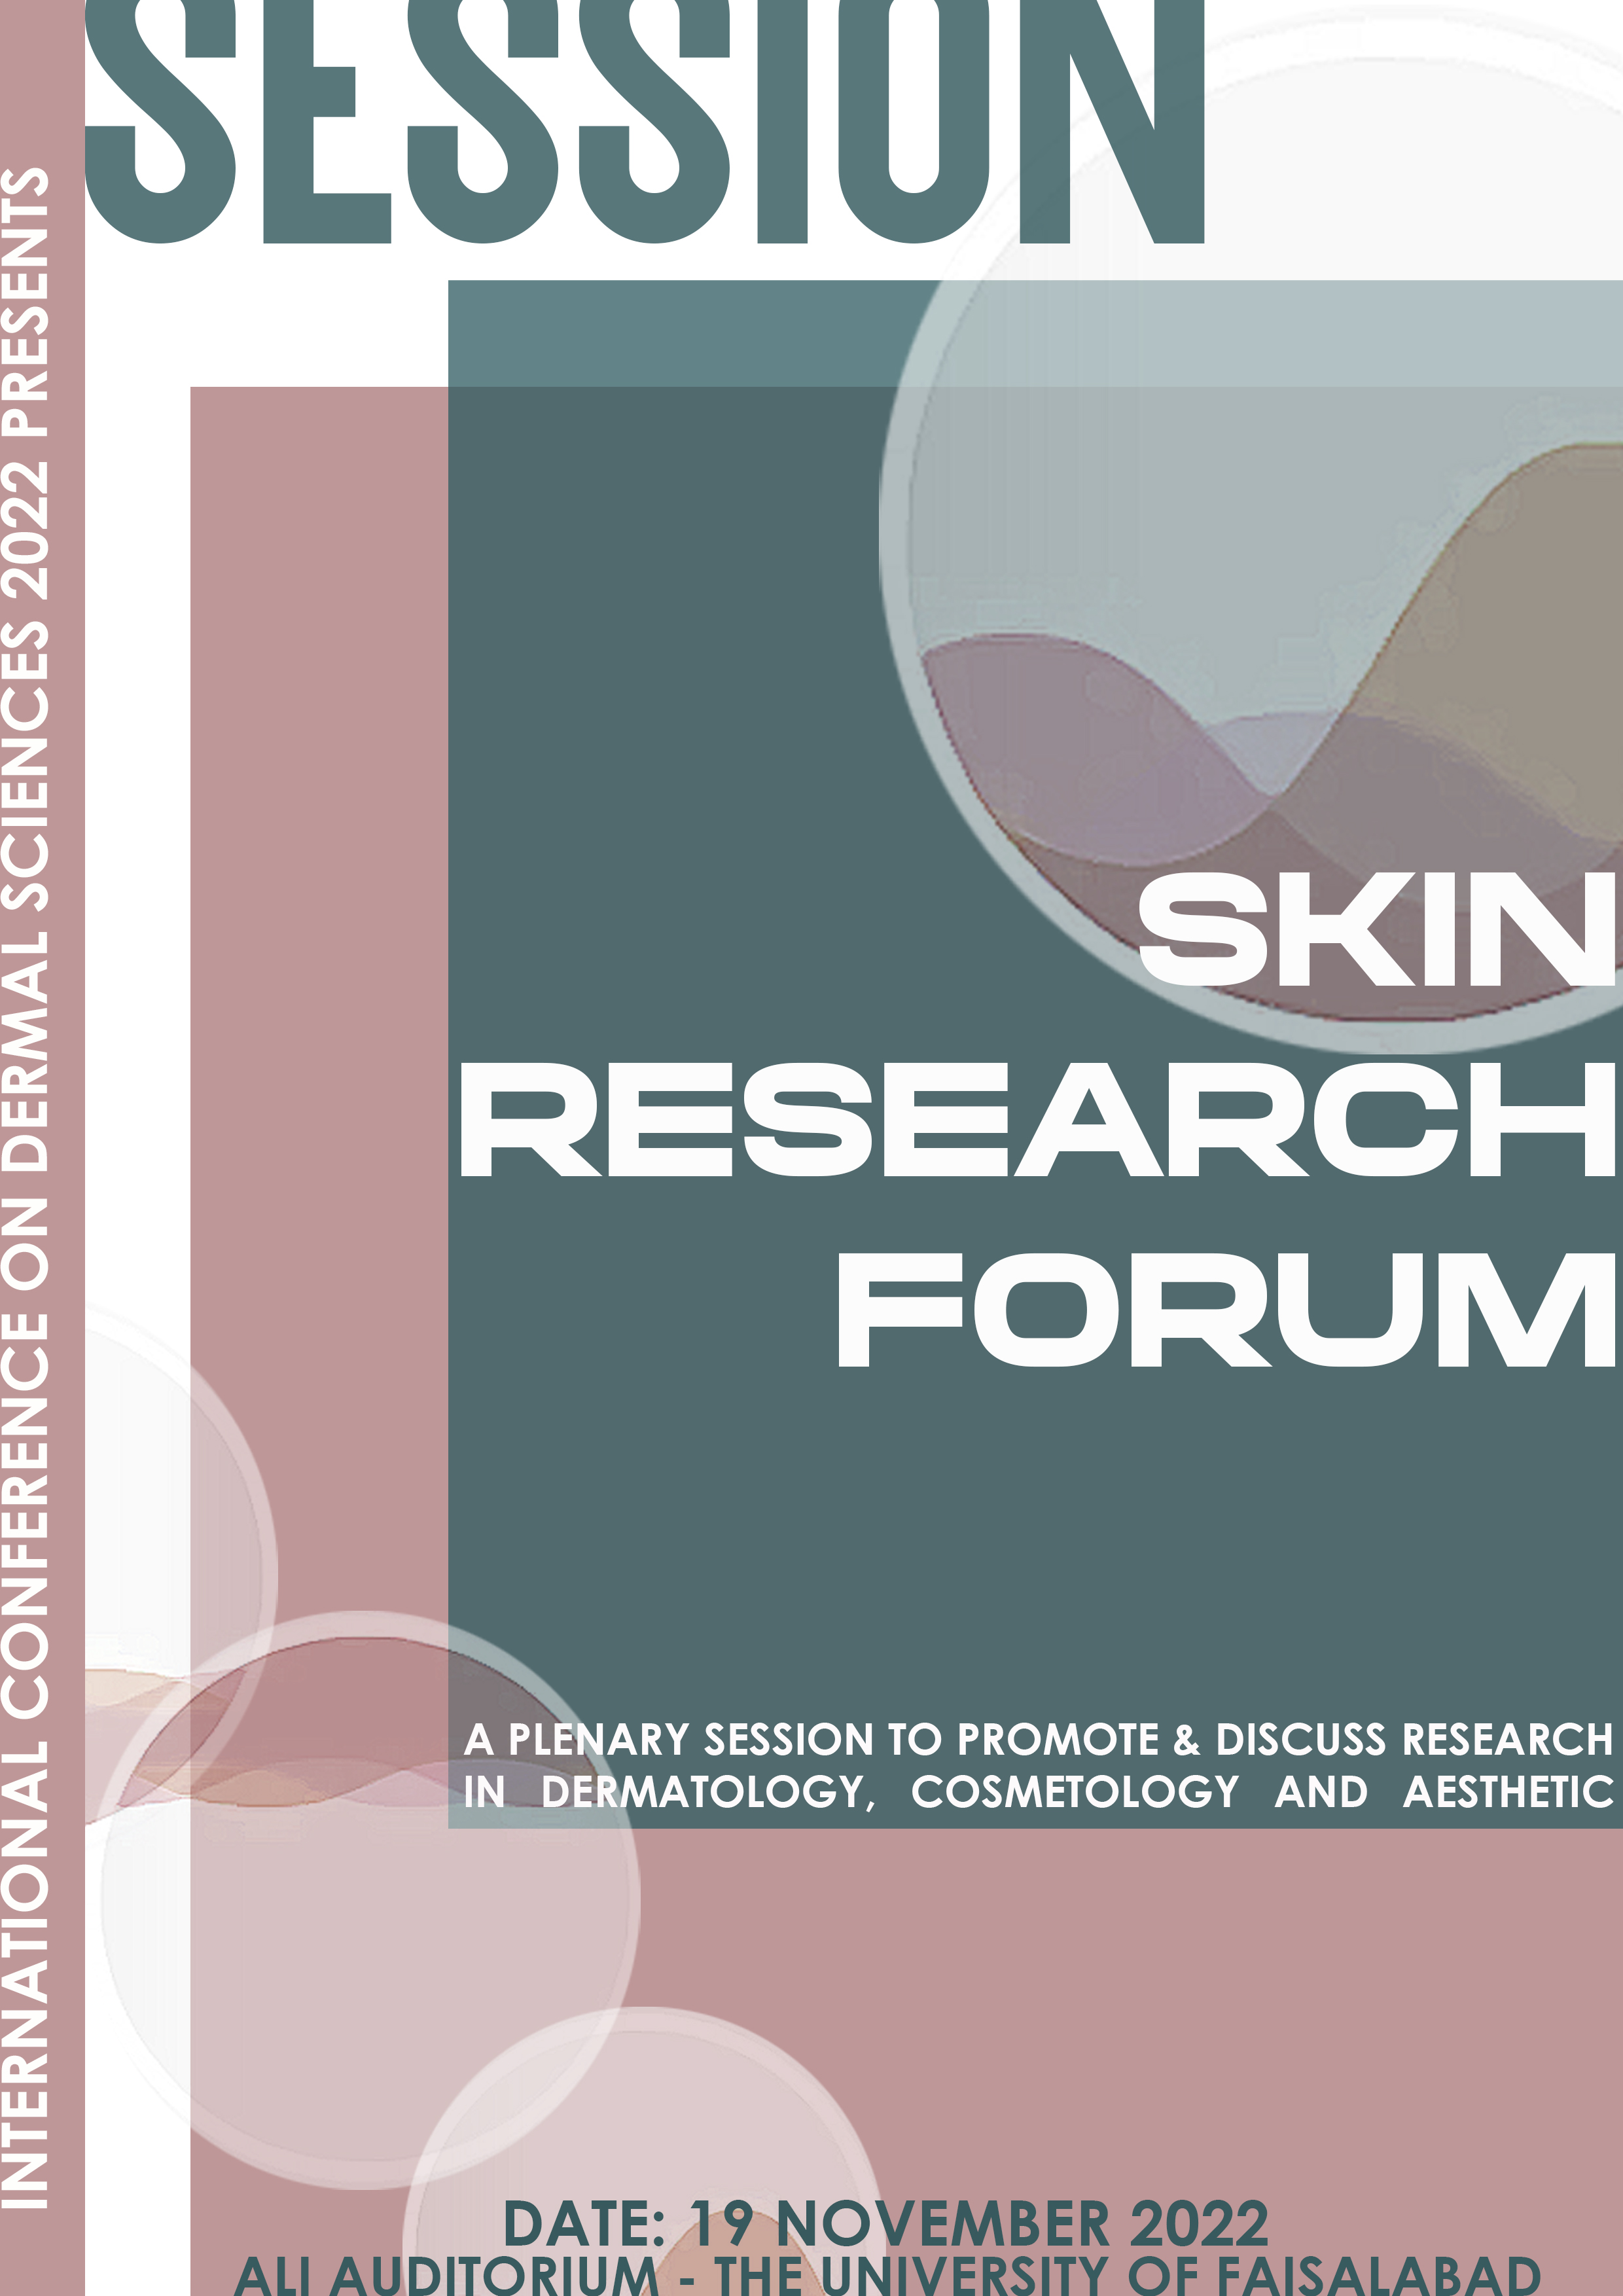 SESSION
INTERNATIONAL CONFERENCE ON DERMAL SCIENCES 2022 PRESENTS
SKIN
RESEARCH
FORUM
A PLENARY SESSION TO PROMOTE & DISCUSS RESEARCH
IN DERMATOLOGY, COSMETOLOGY AND AESTHETIC
DATE: 19 NOVEMBER 2022
ALI AUDITORIUM - THE UNIVERSITY OF FAISALABAD